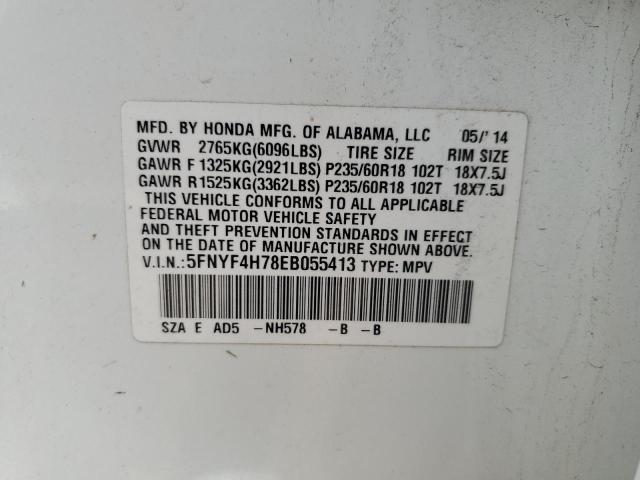 MFD. BY HONDA MFG. OF ALABAMA, LLC 05/'14
GVWR 2765KG(6096LBS) TIRE SIZE RIM SIZE
GAWR F 1325KG(2921LBS) P235/60R18 102T 18X7.5J
GAWR R1525KG(3362LBS) P235/60R18 102T 18X7.5J
THIS VEHICLE CONFORMS TO ALL APPLICABLE
FEDERAL MOTOR VEHICLE SAFETY
AND THEFT PREVENTION STANDARDS IN EFFECT
ON THE DATE OF MANUFACTURE SHOWN ABOVE.
V.I.N.:5FNYF4H78EB055413 TYPE: MPV
SZA E AD5 -NH578 -B -B